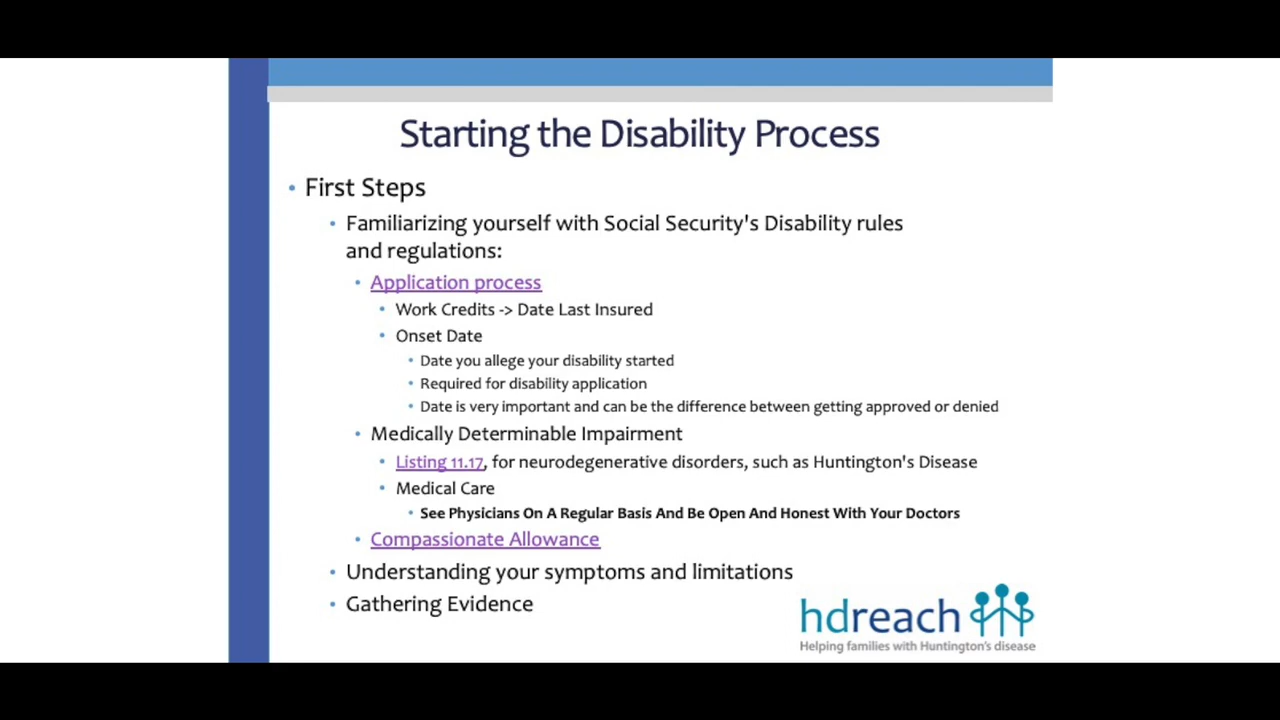 Starting the Disability Process
• First Steps
• Familiarizing yourself with Social Security's Disability rules
and regulations:
• Application process
• Work Credits -> Date Last Insured
• Onset Date
• Date you allege your disability started
• Required for disability application
• Date is very important and can be the difference between getting approved or denied
• Medically Determinable Impairment
• Listing 11.17, for neurodegenerative disorders, such as Huntington's Disease
• Medical Care
• See Physicians On A Regular Basis And Be Open And Honest With Your Doctors
• Compassionate Allowance
• Understanding your symptoms and limitations
• Gathering Evidence
hdreach
Helping families with Huntington's disease